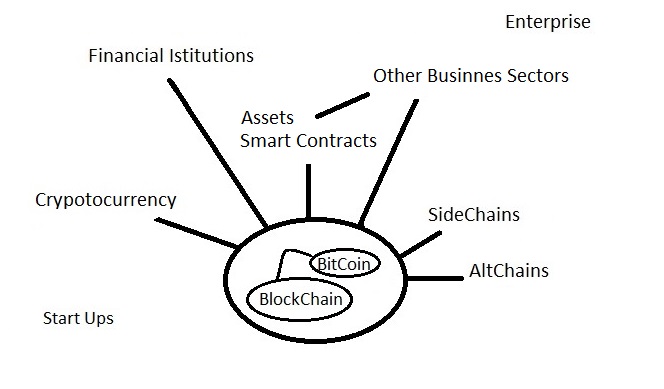 Enterprise
Financial Istitutions
Other Businnes Sectors
Assets
Smart Contracts
Crypotocurrency
SideChains
BitCoin
AltChains
BlockChain
Start Ups